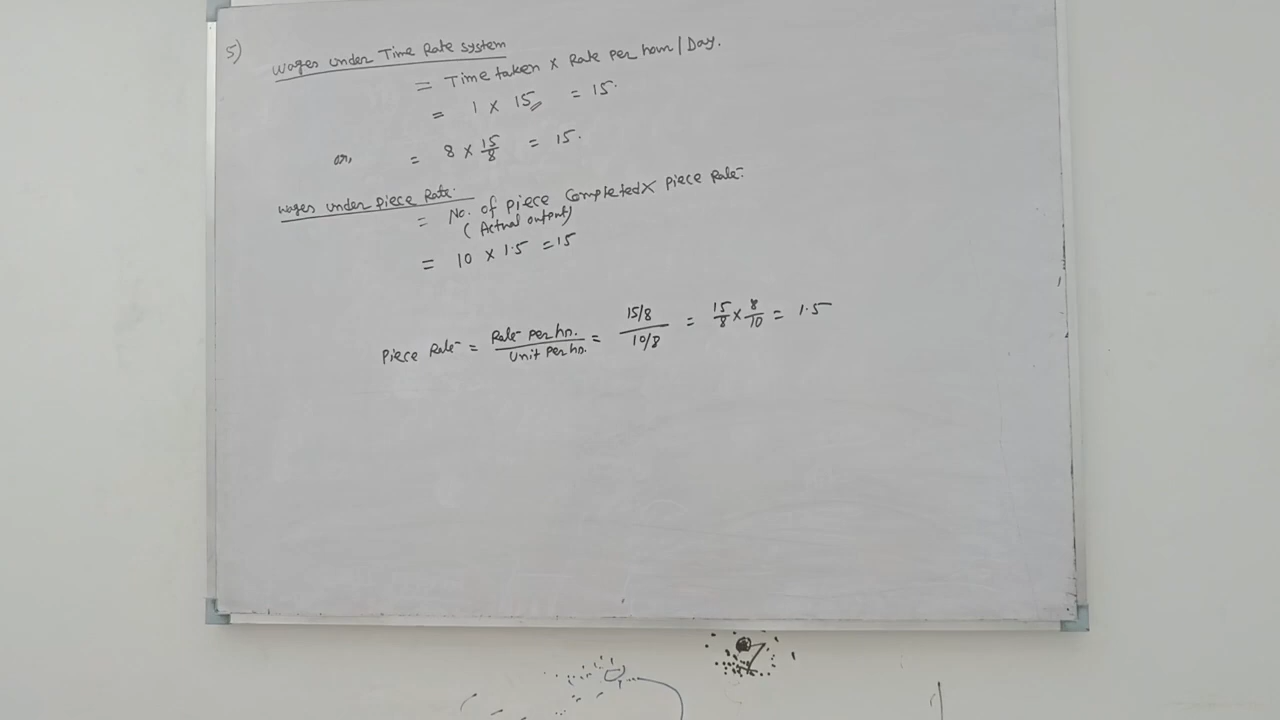 5) Wages under Time Rate system
= Time taken × Rate per hour / Day.
= 1 × 15 = 15.
or, = 8 × 15/8 = 15.
Wages under piece Rate.
= No. of piece Completed × Piece Rate.
(Actual output)
= 10 × 1.5 = 15
Piece Rate = Rate per hr. / Unit per hr. = 15/8 / 10/8 = 15/8 × 8/10 = 1.5